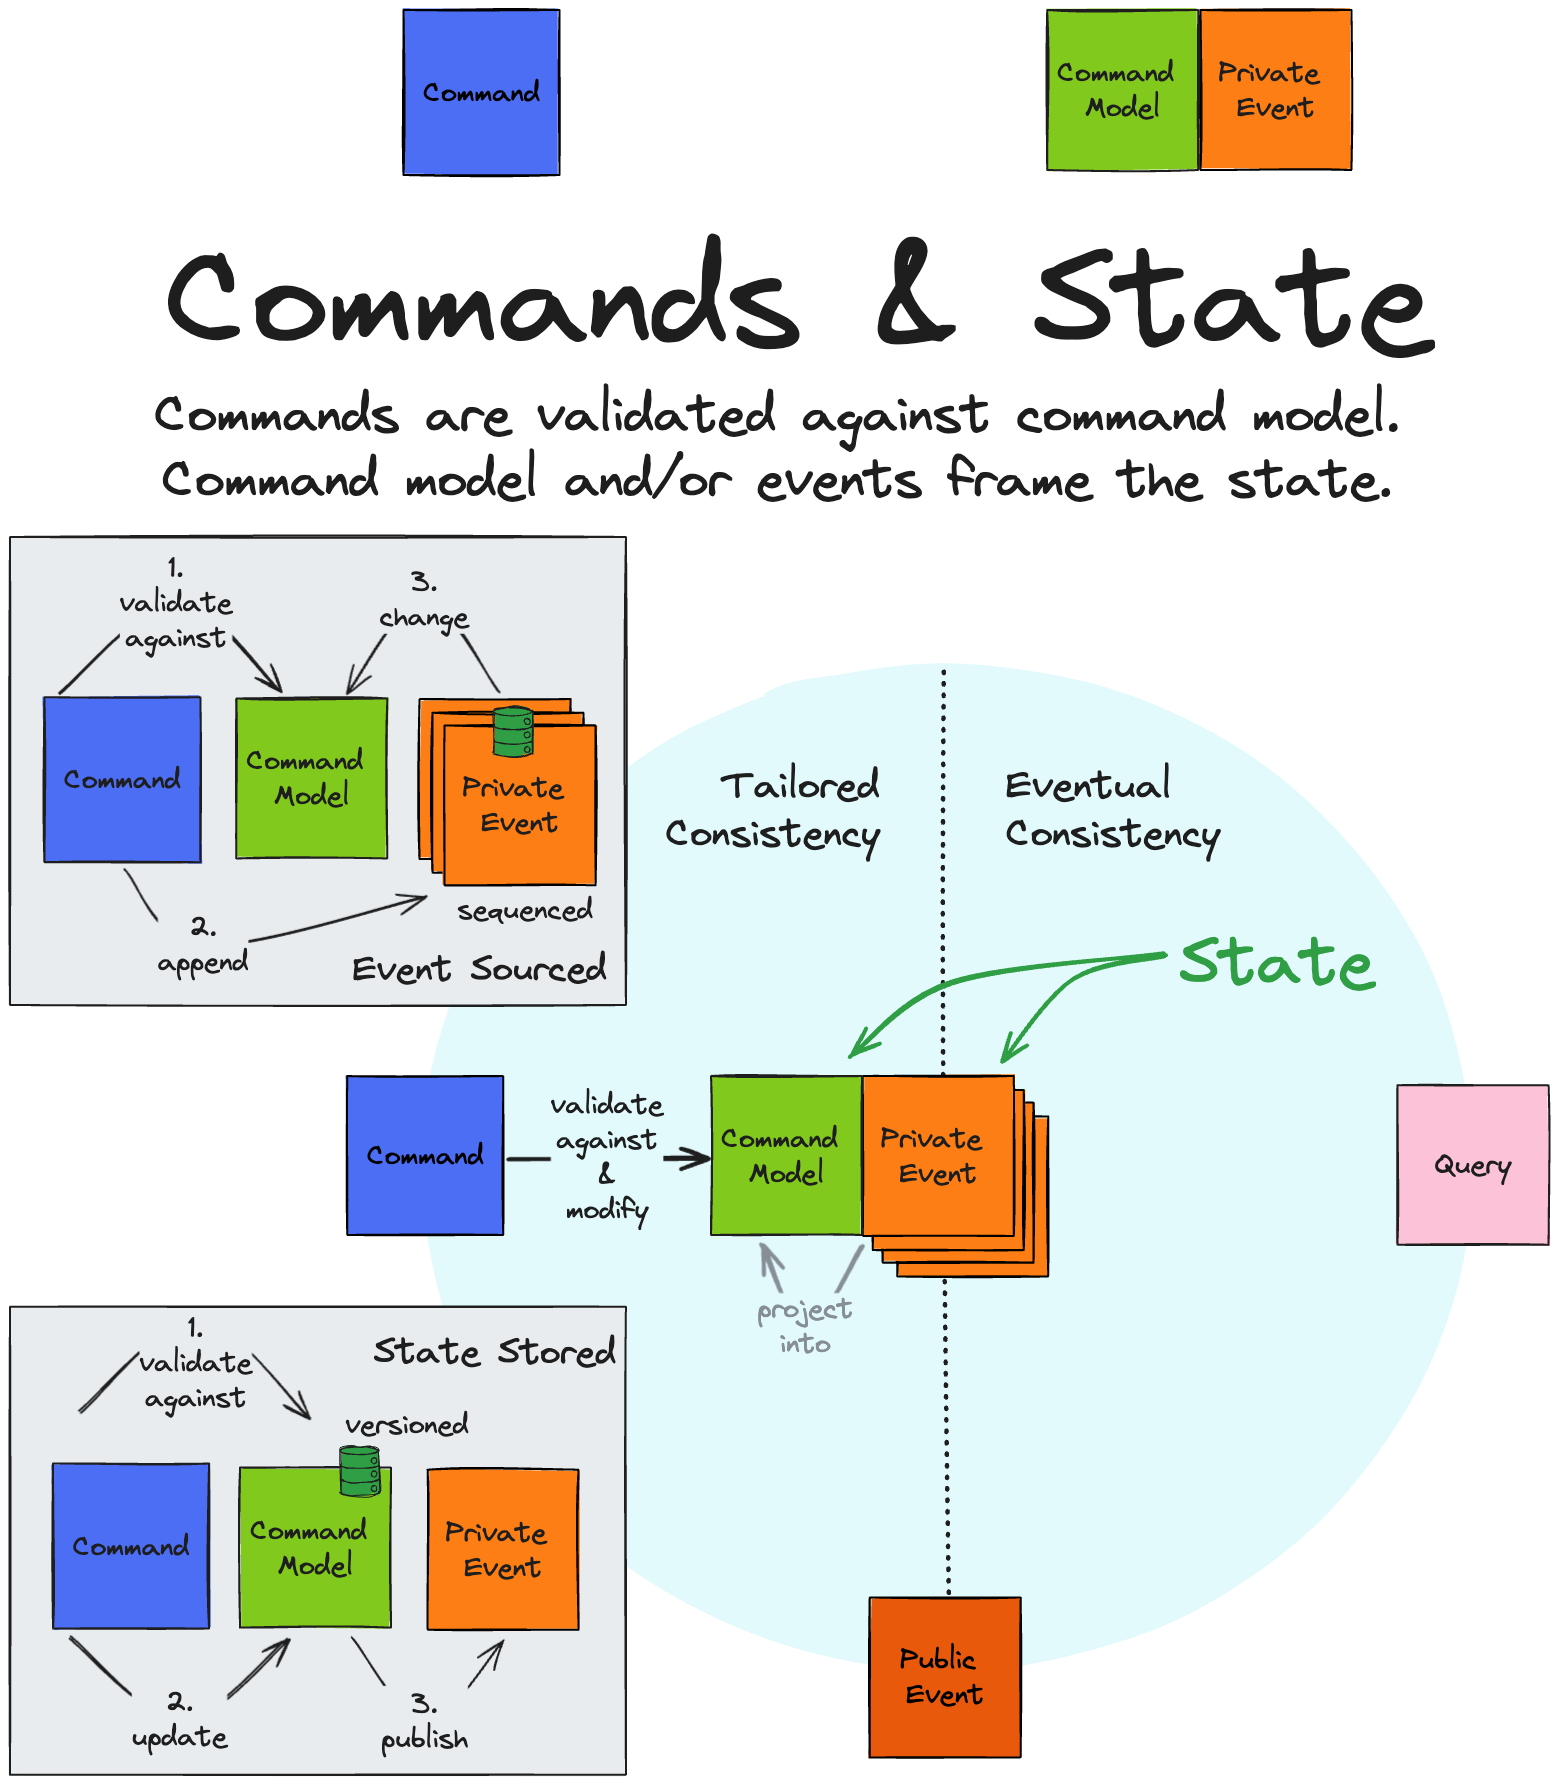 Command
Command
Model
Private
Event
Commands & State
Commands are validated against command model.
Command model and/or events frame the state.
1.
validate
against
3.
change
Command
Command
Model
Private
Event
sequenced
2.
append
Event Sourced
Tailored
Consistency
Eventual
Consistency
State
Command
validate
against
&
modify
Command
Model
Private
Event
project
into
Query
1.
validate
against
State Stored
versioned
Command
Command
Model
Private
Event
2.
update
3.
publish
Public
Event